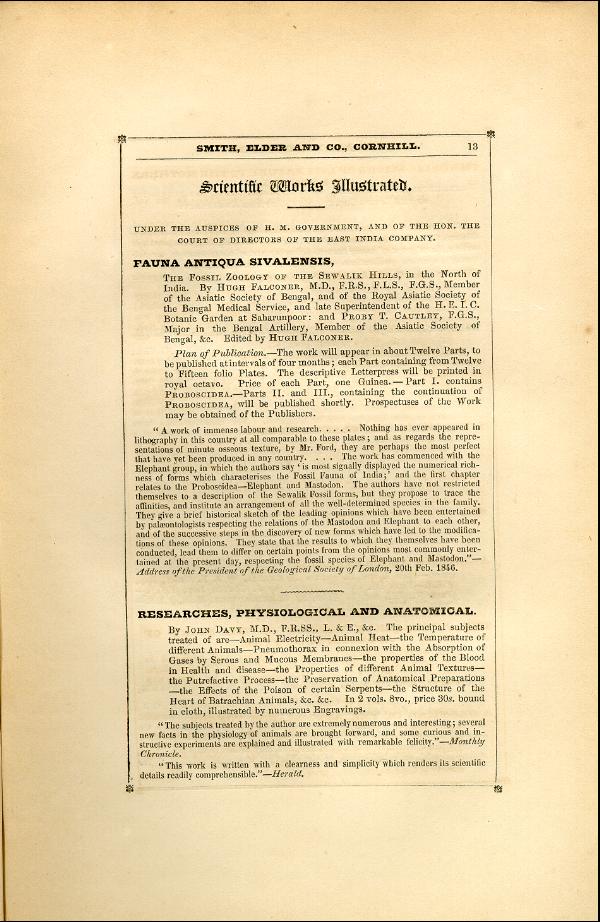 SMITH, ELDER AND CO., CORNHILL. 13
Scientific Works Illustrated.
UNDER THE AUSPICES OF H. M. GOVERNMENT, AND OF THE HON. THE
COURT OF DIRECTORS OF THE EAST INDIA COMPANY.
FAUNA ANTIQUA SIVALENSIS,
THE FOSSIL ZOOLOGY OF THE SEWALIK HILLS, in the North of
India. By HUGH FALCONER, M.D., F.R.S., F.L.S., F.G.S., Member
of the Asiatic Society of Bengal, and of the Royal Asiatic Society of
the Bengal Medical Service, and late Superintendent of the H. E. I. C.
Botanic Garden at Saharunpoor: and PROBY T. CAUTLEY, F.G.S.,
Major in the Bengal Artillery, Member of the Asiatic Society of
Bengal, &c. Edited by HUGH FALCONER.
Plan of Publication.—The work will appear in about Twelve Parts, to
be published at intervals of four months; each Part containing from Twelve
to Fifteen folio Plates. The descriptive Letterpress will be printed in
royal octavo. Price of each Part, one Guinea.—Part I. contains
PROBOSCIDEA.—Parts II. and III., containing the continuation of
PROBOSCIDEA, will be published shortly. Prospectuses of the Work
may be obtained of the Publishers.
"A work of immense labour and research. . . . . Nothing has ever appeared in
lithography in this country at all comparable to these plates; and as regards the repre-
sentations of minute osseous texture, by Mr. Ford, they are perhaps the most perfect
that have yet been produced in any country. . . . The work has commenced with the
Elephant group, in which the authors say 'is most signally displayed the numerical rich-
ness of forms which characterises the Fossil Fauna of India;' and the first chapter
relates to the Proboscidea—Elephant and Mastodon. The authors have not restricted
themselves to a description of the Sewalik Fossil forms, but they propose to trace the
affinities, and institute an arrangement of all the well-determined species in the family.
They give a brief historical sketch of the leading opinions which have been entertained
by palæontologists respecting the relations of the Mastodon and Elephant to each other,
and of the successive steps in the discovery of new forms which have led to the modifica-
tions of these opinions. They state that the results to which they themselves have been
conducted, lead them to differ on certain points from the opinions most commonly enter-
tained at the present day, respecting the fossil species of Elephant and Mastodon."—
Address of the President of the Geological Society of London, 20th Feb. 1846.
RESEARCHES, PHYSIOLOGICAL AND ANATOMICAL.
By JOHN DAVY, M.D., F.R.SS., L. & E., &c. The principal subjects
treated of are—Animal Electricity—Animal Heat—the Temperature of
different Animals—Pneumothorax in connexion with the Absorption of
Gases by Serous and Mucous Membranes—the properties of the Blood
in Health and disease—the Properties of different Animal Textures—
the Putrefactive Process—the Preservation of Anatomical Preparations
—the Effects of the Poison of certain Serpents—the Structure of the
Heart of Batrachian Animals, &c. &c. In 2 vols. 8vo., price 30s. bound
in cloth, illustrated by numerous Engravings.
"The subjects treated by the author are extremely numerous and interesting; several
new facts in the physiology of animals are brought forward, and some curious and in-
structive experiments are explained and illustrated with remarkable felicity."—Monthly
Chronicle.
"This work is written with a clearness and simplicity which renders its scientific
details readily comprehensible."—Herald.